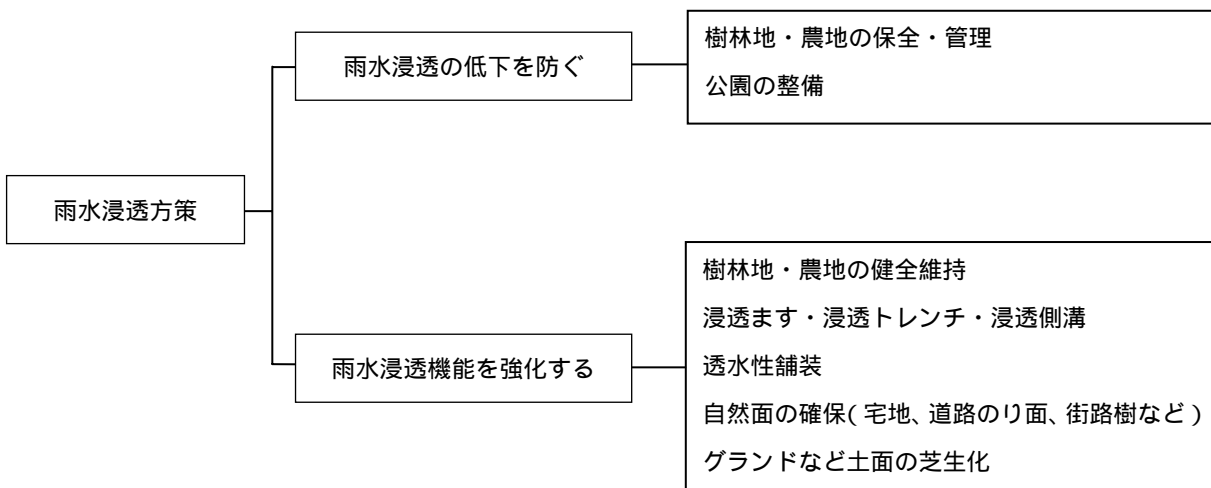 雨水浸透方策
雨水浸透の低下を防ぐ
樹林地・農地の保全・管理
公園の整備
雨水浸透機能を強化する
樹林地・農地の健全維持
浸透ます・浸透トレンチ・浸透側溝
透水性舗装
自然面の確保(宅地、道路のり面、街路樹など)
グランドなど土面の芝生化